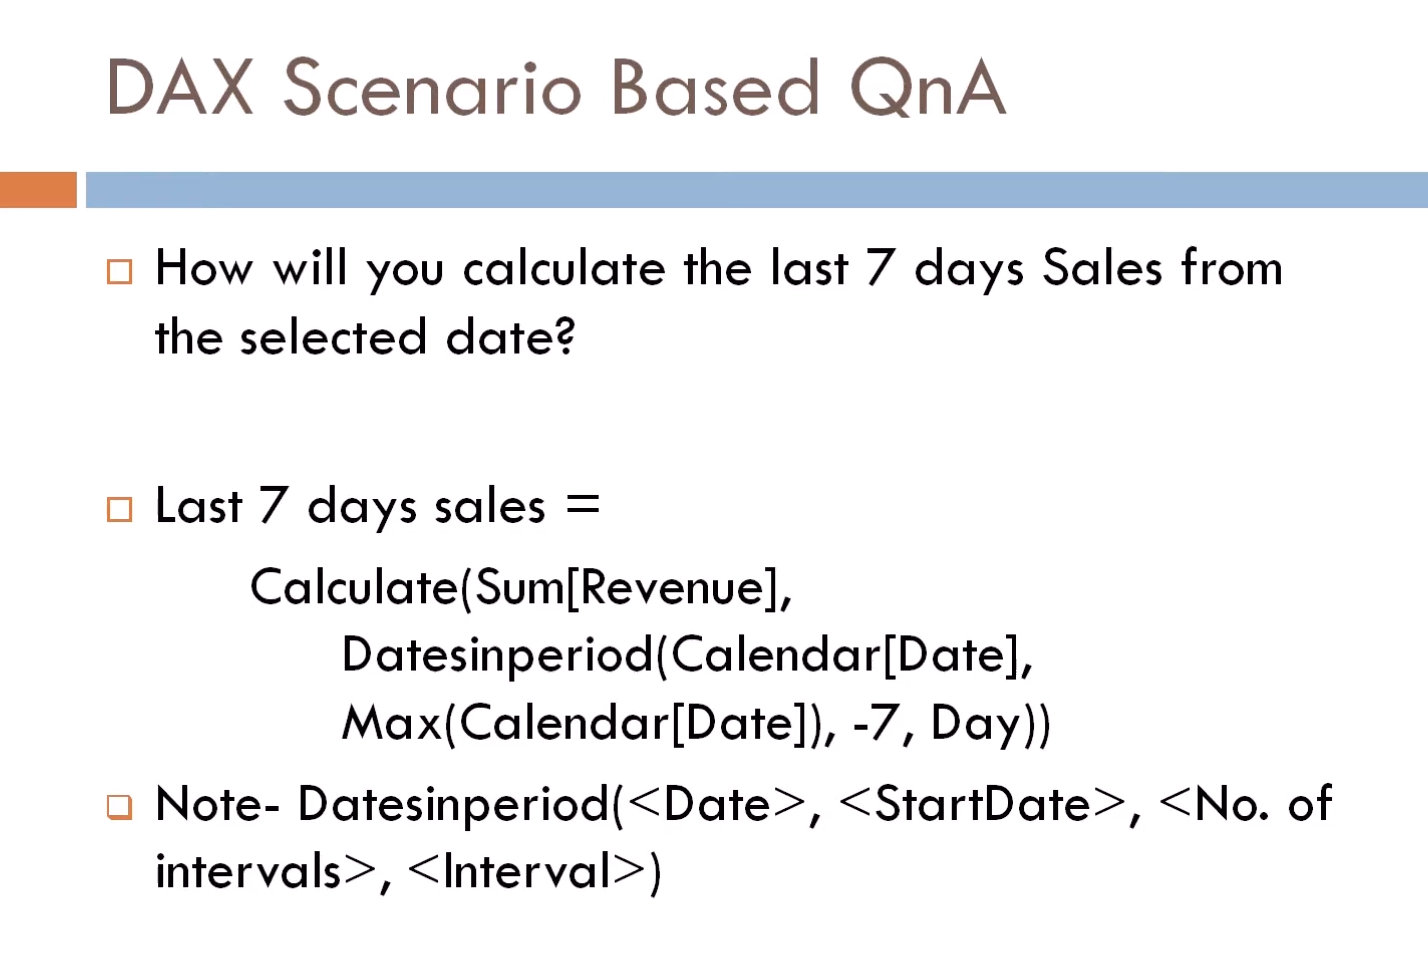 DAX Scenario Based QnA
How will you calculate the last 7 days Sales from
the selected date?
Last 7 days sales =
Calculate(Sum[Revenue],
Datesinperiod(Calendar[Date],
Max(Calendar[Date]), -7, Day))
Note- Datesinperiod(<Date>, <StartDate>, <No. of
intervals>, <Interval>)